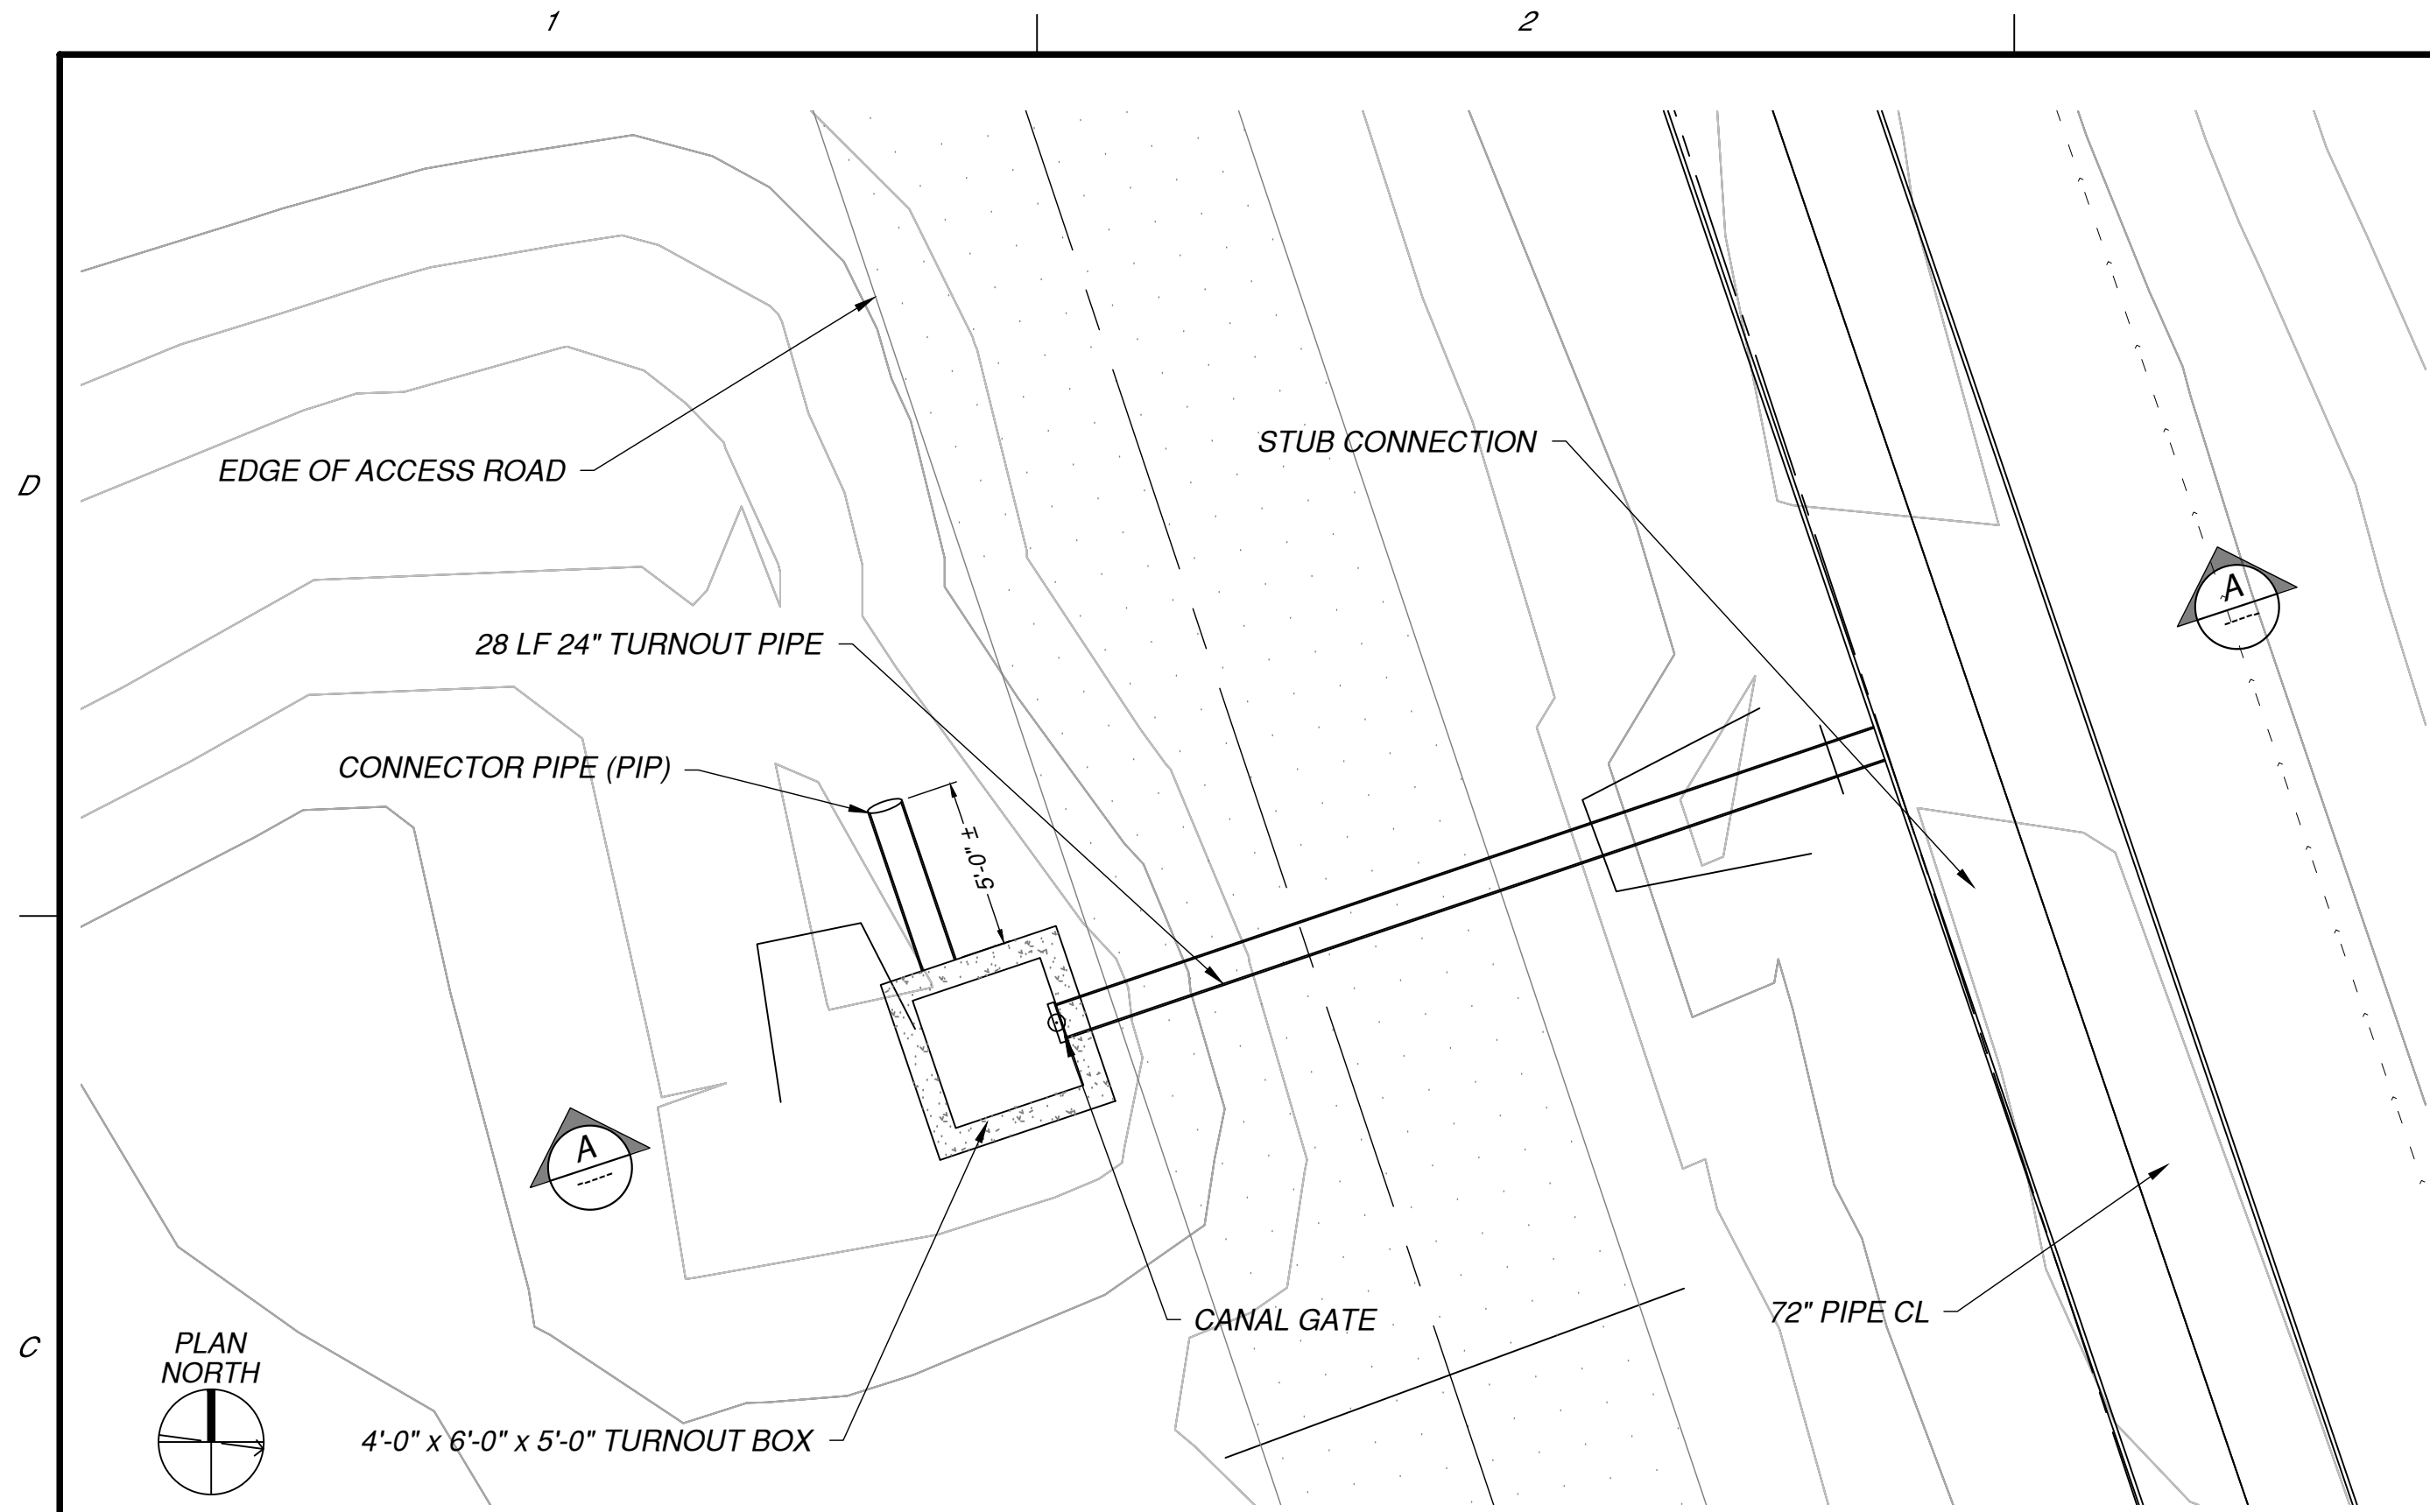 1
2
EDGE OF ACCESS ROAD
STUB CONNECTION
D
A
28 LF 24" TURNOUT PIPE
CONNECTOR PIPE (PIP)
5'-0" ±
A
CANAL GATE
72" PIPE CL
C
PLAN
NORTH
4'-0" x 6'-0" x 5'-0" TURNOUT BOX